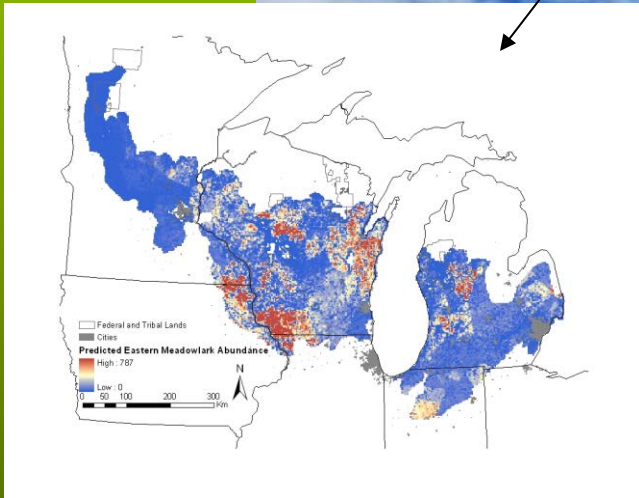 Federal and Tribal Lands
Cities
Predicted Eastern Meadowlark Abundance
High : 787
Low : 0
N
0 50 100 200 300
Km